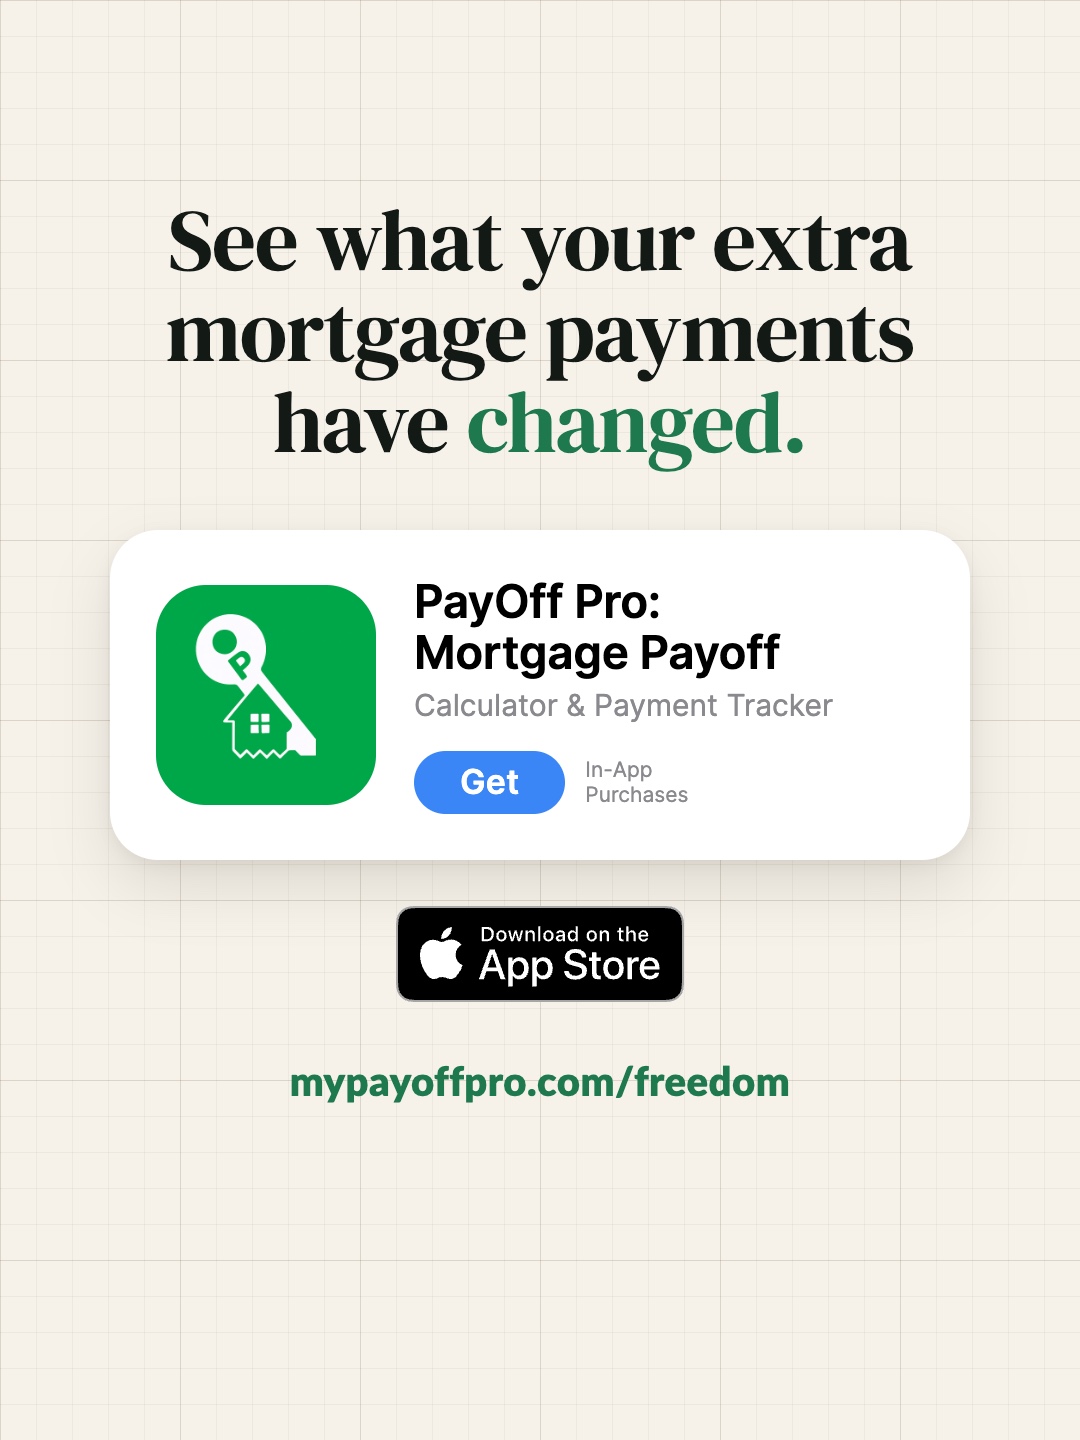 See what your extra
mortgage payments
have changed.
P
PayOff Pro:
Mortgage Payoff
Calculator & Payment Tracker
Get
In-App
Purchases
Download on the
App Store
mypayoffpro.com/freedom